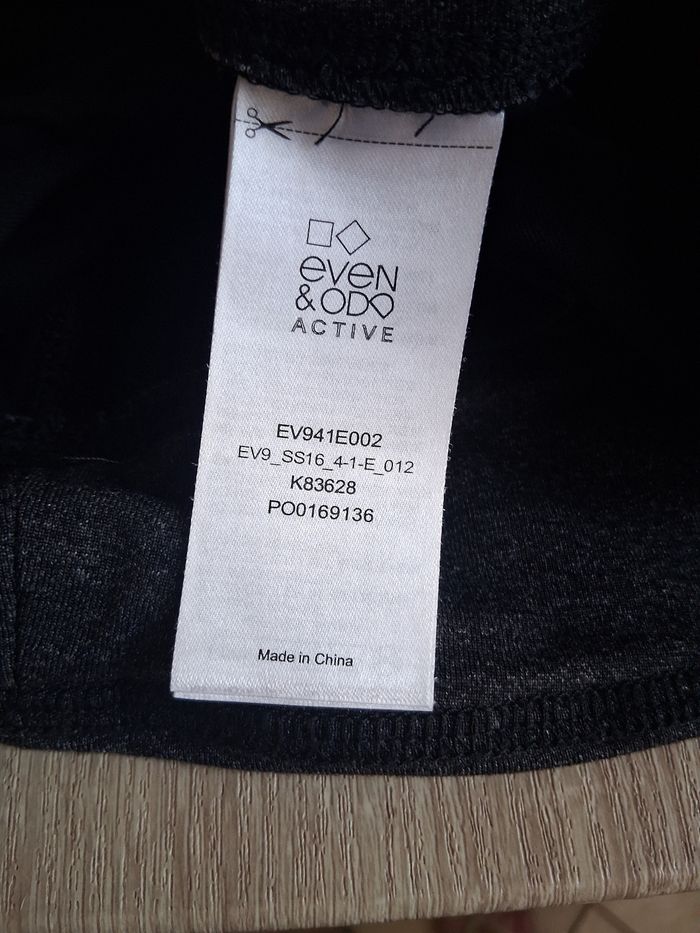 even
& ODD
ACTIVE
EV941E002
EV9_SS16_4-1-E_012
K83628
PO0169136
Made in China